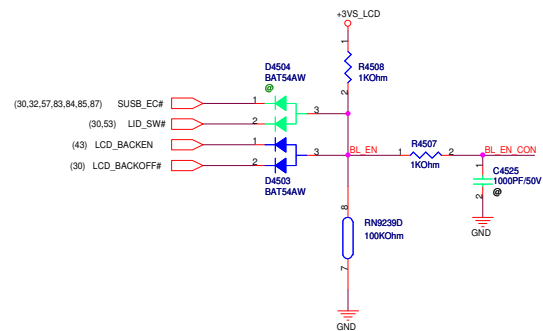 +3VS_LCD
1
R4508
1KOhm
2
D4504
BAT54AW
@
(30,32,57,83,84,85,87) SUSB_EC# 1
3
(30,53) LID_SW# 2
(43) LCD_BACKEN 1
3 BL_EN
(30) LCD_BACKOFF# 2
D4503
BAT54AW
R4507
1 2 BL_EN_CON
1KOhm
1
C4525
1000PF/50V
@
2
GND
8
RN9239D
100KOhm
7
GND